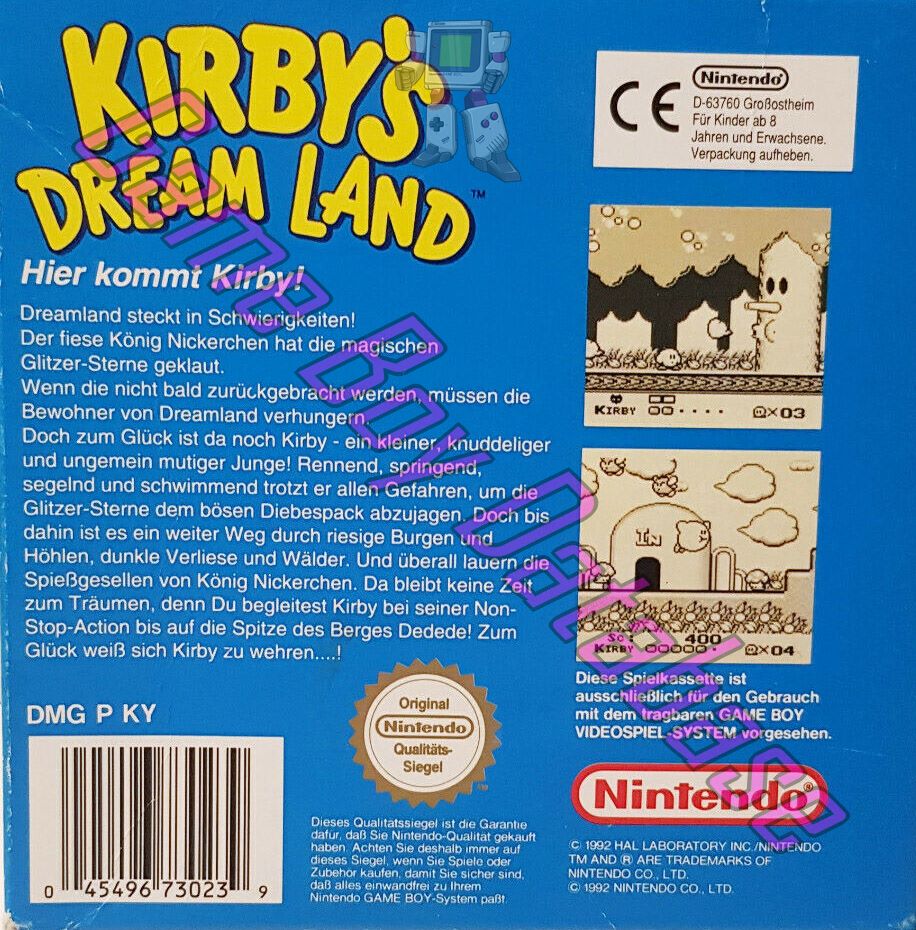 KIRBY'S
DREAM LAND™
Hier kommt Kirby!
Dreamland steckt in Schwierigkeiten!
Der fiese König Nickerchen hat die magischen
Glitzer-Sterne geklaut.
Wenn die nicht bald zurückgebracht werden, müssen die
Bewohner von Dreamland verhungern.
Doch zum Glück ist da noch Kirby - ein kleiner, knuddeliger
und ungemein mutiger Junge! Rennend, springend,
segelnd und schwimmend trotzt er allen Gefahren, um die
Glitzer-Sterne dem bösen Diebespack abzujagen. Doch bis
dahin ist es ein weiter Weg durch riesige Burgen und
Höhlen, dunkle Verliese und Wälder. Und überall lauern die
Spießgesellen von König Nickerchen. Da bleibt keine Zeit
zum Träumen, denn Du begleitest Kirby bei seiner Non-
Stop-Action bis auf die Spitze des Berges Dedede! Zum
Glück weiß sich Kirby zu wehren....!
DMG P KY
0 45496 73023 9
Original
Nintendo
Qualitäts-
Siegel
Dieses Qualitätssiegel ist die Garantie
dafür, daß Sie Nintendo-Qualität gekauft
haben. Achten Sie deshalb immer auf
dieses Siegel, wenn Sie Spiele oder
Zubehör kaufen, damit Sie sicher sind,
daß alles einwandfrei zu Ihrem
Nintendo GAME BOY-System paßt.
CE
Nintendo
D-63760 Großostheim
Für Kinder ab 8
Jahren und Erwachsene.
Verpackung aufheben.
KIRBY ×03
IN
SC: 400
KIRBY ×04
Diese Spielkassette ist
ausschließlich für den Gebrauch
mit dem tragbaren GAME BOY
VIDEOSPIEL-SYSTEM vorgesehen.
Nintendo®
© 1992 HAL LABORATORY INC./NINTENDO
TM AND ® ARE TRADEMARKS OF
NINTENDO CO., LTD.
© 1992 NINTENDO CO., LTD.
Game Boy Database